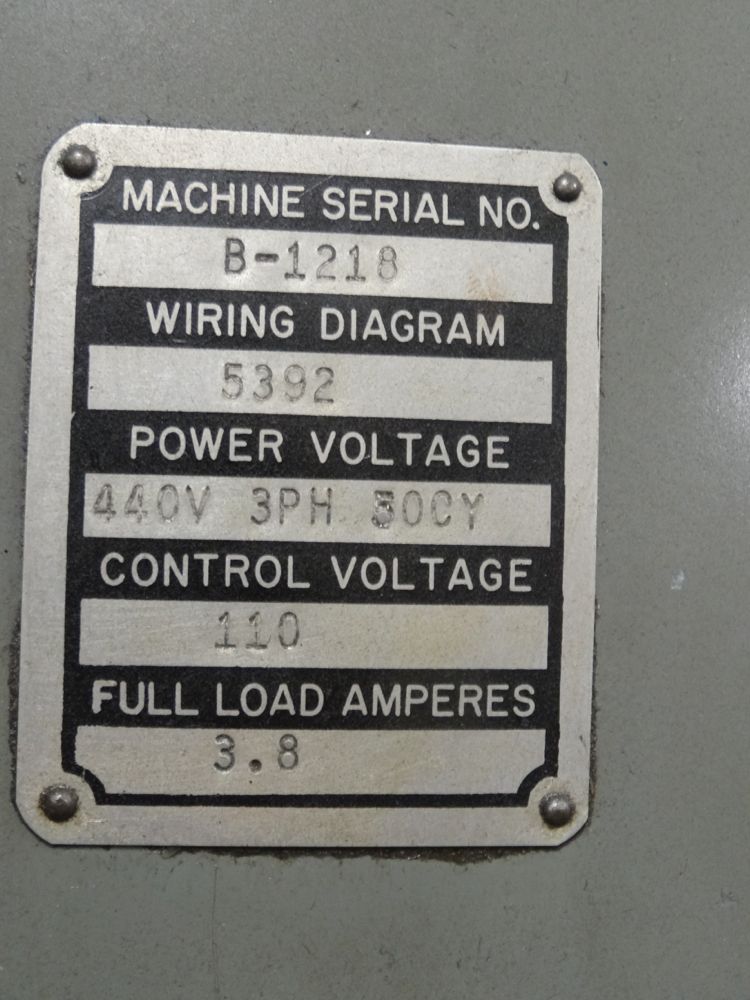 MACHINE SERIAL NO.
B-1218
WIRING DIAGRAM
5392
POWER VOLTAGE
440V 3PH 50CY
CONTROL VOLTAGE
110
FULL LOAD AMPERES
3.8